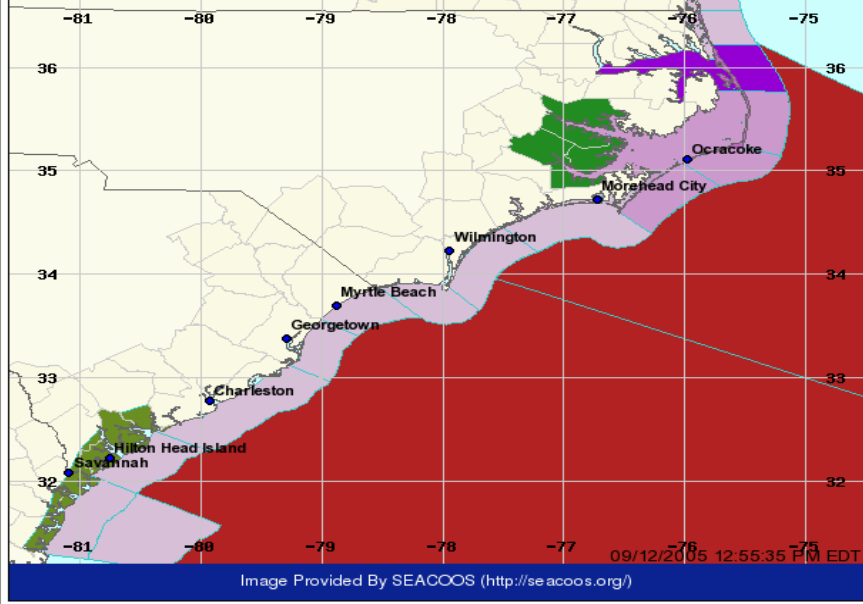 -81 -80 -79 -78 -77 -76 -75
36 36
Ocracoke
35 35
Morehead City
Wilmington
34 34
Myrtle Beach
Georgetown
33 33
Charleston
Hilton Head Island
Savannah
32 32
-81 -80 -79 -78 -77 -76 -75
09/12/2005 12:55:35 PM EDT
Image Provided By SEACOOS (http://seacoos.org/)